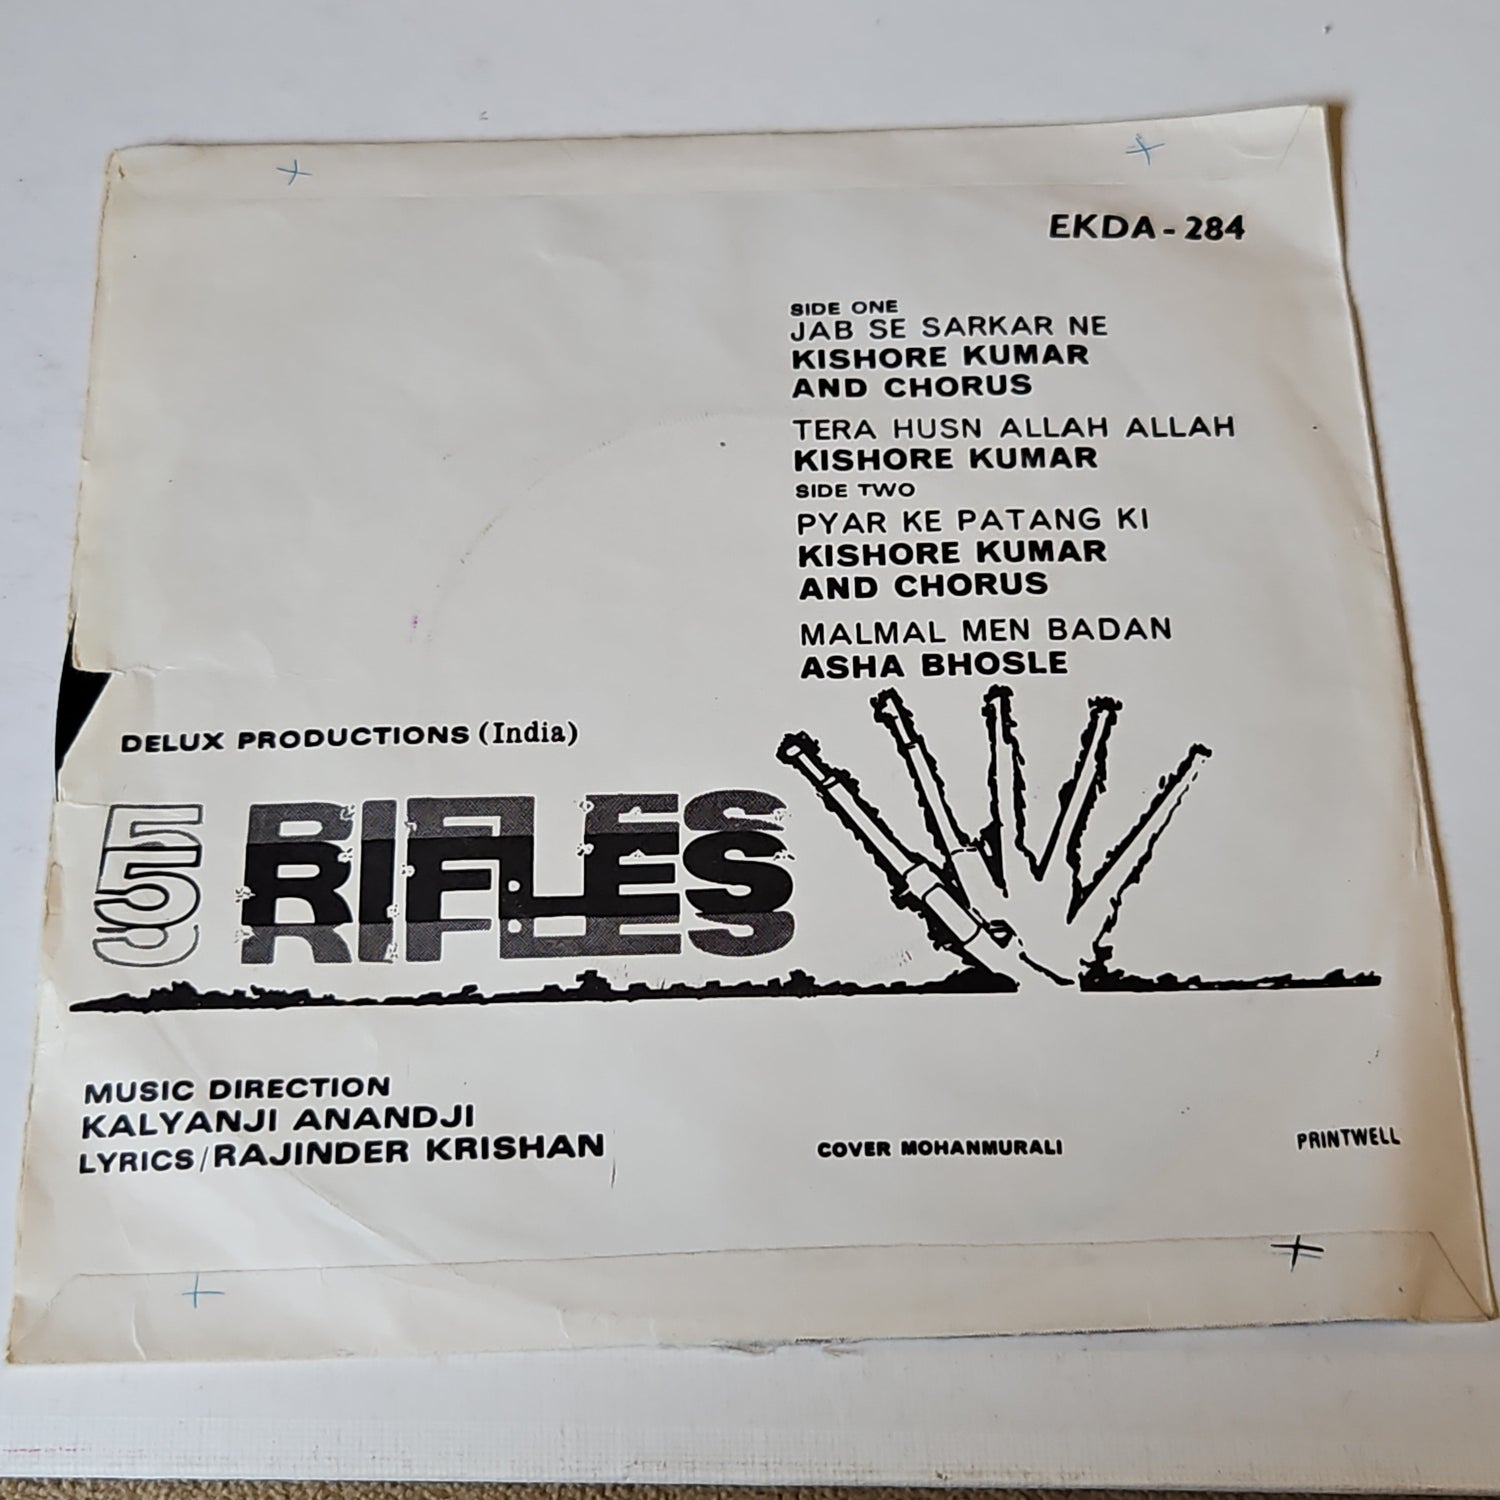 EKDA - 284
SIDE ONE
JAB SE SARKAR NE
KISHORE KUMAR
AND CHORUS
TERA HUSN ALLAH ALLAH
KISHORE KUMAR
SIDE TWO
PYAR KE PATANG KI
KISHORE KUMAR
AND CHORUS
MALMAL MEN BADAN
ASHA BHOSLE
DELUX PRODUCTIONS (India)
5 RIFLES
MUSIC DIRECTION
KALYANJI ANANDJI
LYRICS/RAJINDER KRISHAN
COVER MOHANMURALI
PRINTWELL